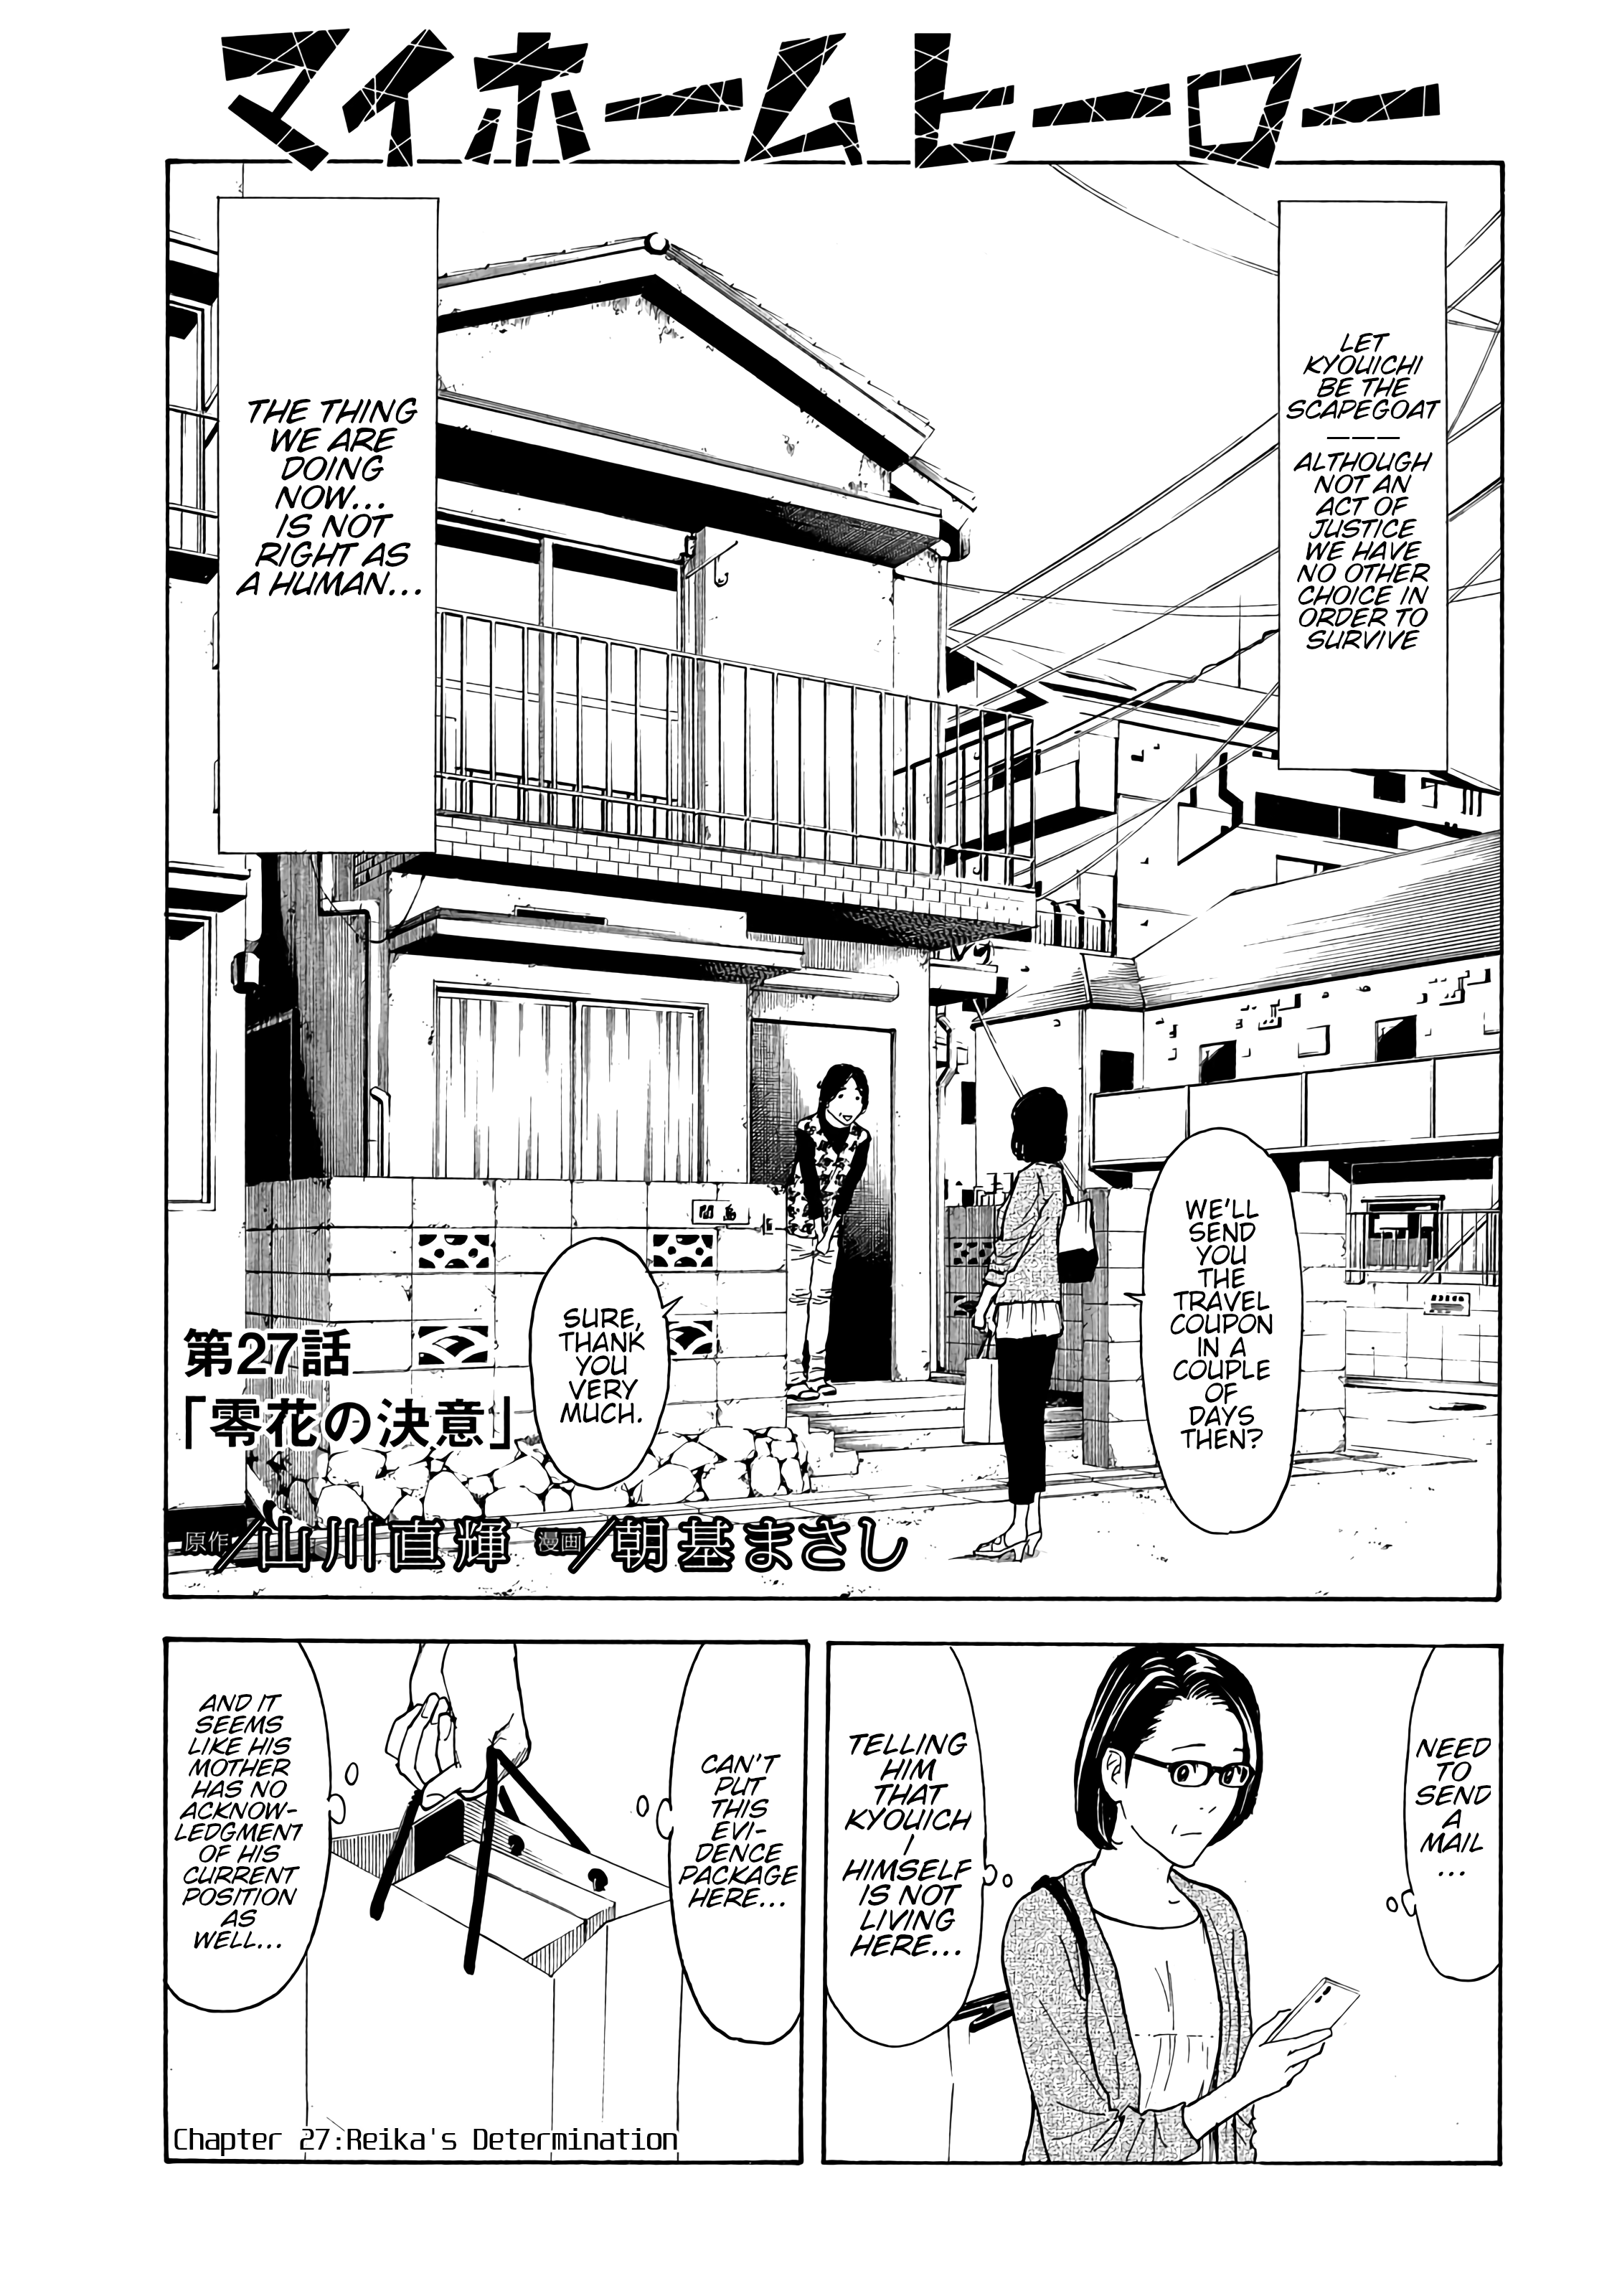 マイホームヒーロー
LET
KYOUICHI
BE THE
SCAPEGOAT
———
ALTHOUGH
NOT AN
ACT OF
JUSTICE
WE HAVE
NO OTHER
CHOICE IN
ORDER TO
SURVIVE
THE THING
WE ARE
DOING
NOW...
IS NOT
RIGHT AS
A HUMAN...
WE'LL
SEND
YOU
THE
TRAVEL
COUPON
IN A
COUPLE
OF
DAYS
THEN?
SURE,
THANK
YOU
VERY
MUCH.
第27話
「零花の決意」
原作/山川直輝 漫画/朝基まさし
NEED
TO
SEND
A
MAIL
...
TELLING
HIM
THAT
KYOUICH
I
HIMSELF
IS NOT
LIVING
HERE...
CAN'T
PUT
THIS
EVI-
DENCE
PACKAGE
HERE...
AND IT
SEEMS
LIKE HIS
MOTHER
HAS NO
ACKNOW-
LEDGMENT
OF HIS
CURRENT
POSITION
AS
WELL...
Chapter 27:Reika's Determination